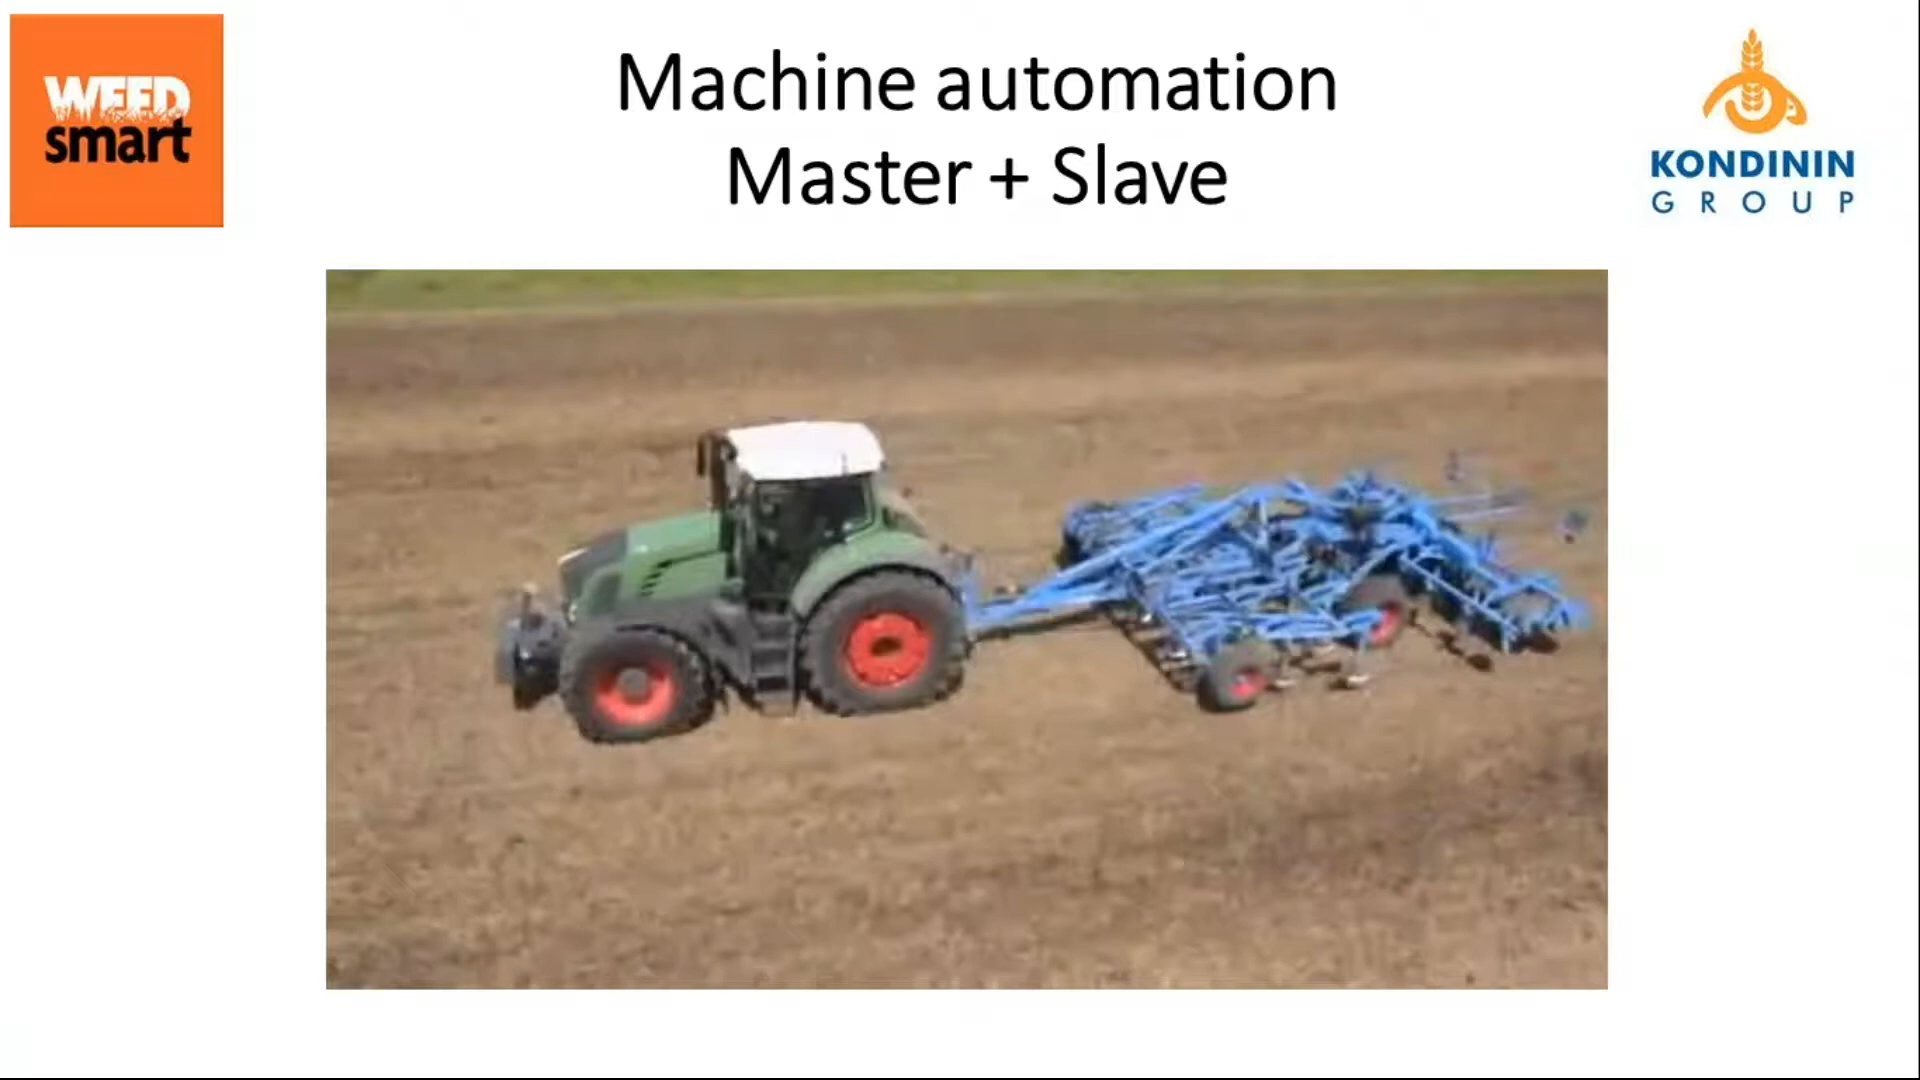 WEED
smart
Machine automation
Master + Slave
KONDININ
GROUP